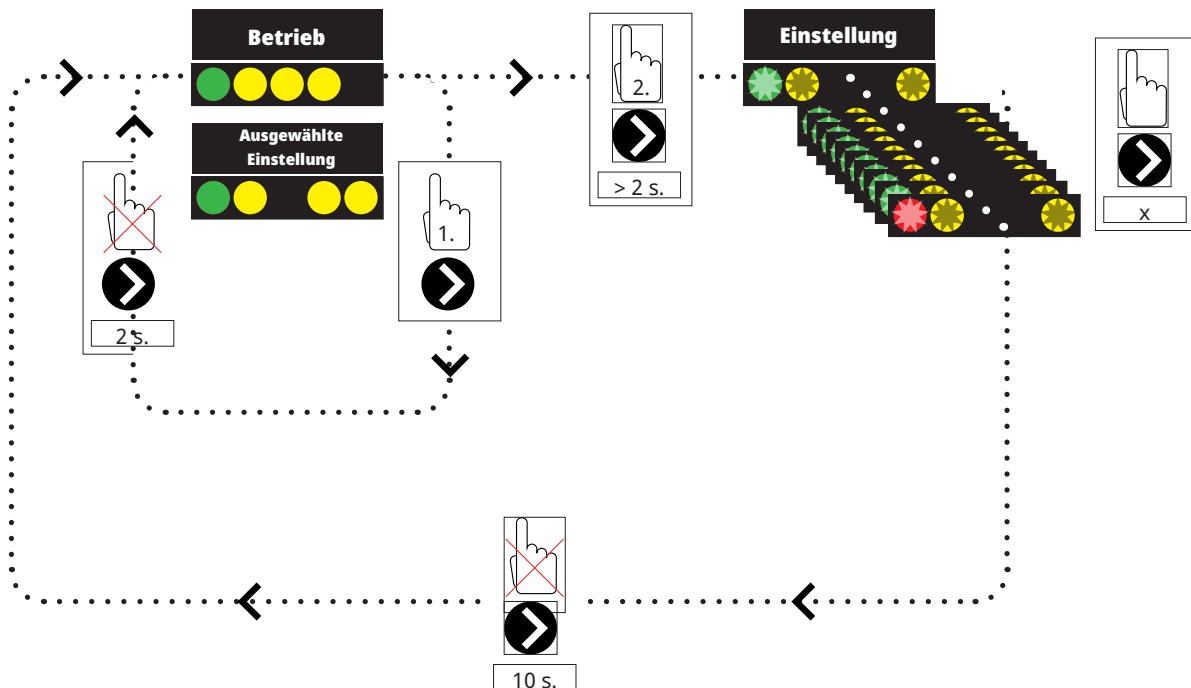 Betrieb
Ausgewählte
Einstellung
2 s.
1.
2.
> 2 s.
Einstellung
x
10 s.